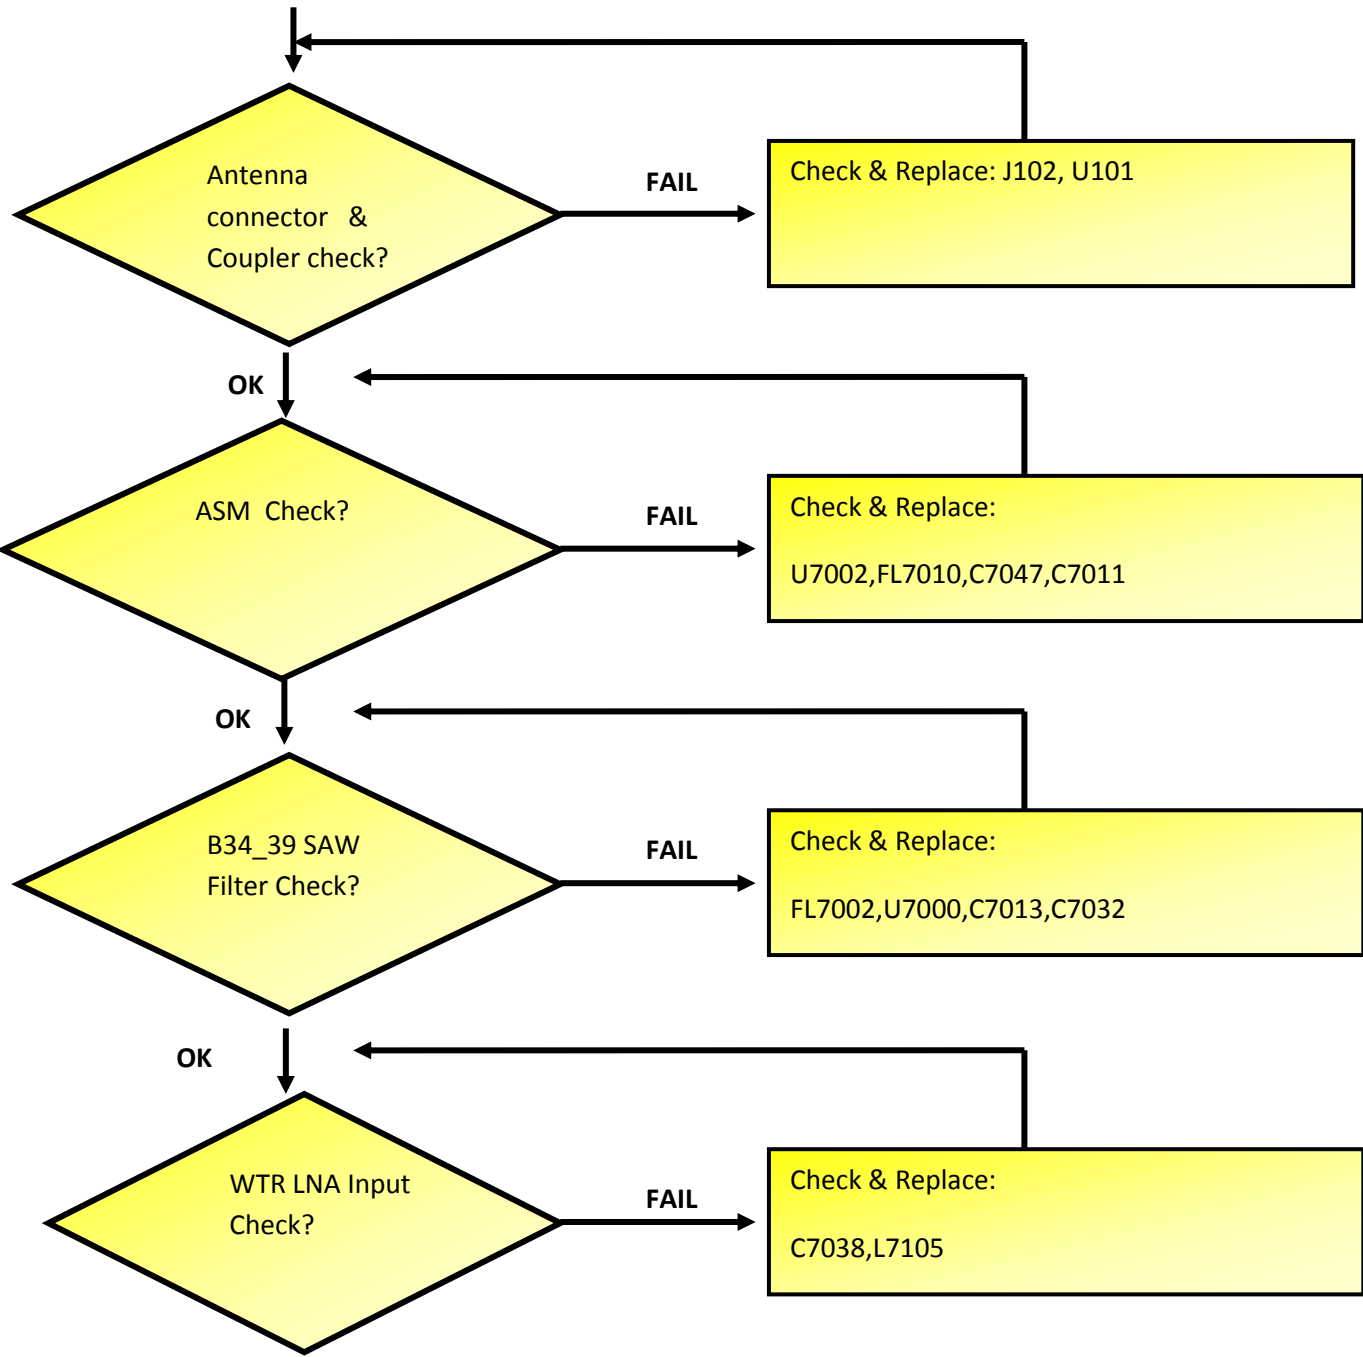 Antenna
connector & 
Coupler check?
FAIL
Check & Replace: J102, U101
OK
ASM Check?
FAIL
Check & Replace:
U7002,FL7010,C7047,C7011
OK
B34_39 SAW
Filter Check?
FAIL
Check & Replace:
FL7002,U7000,C7013,C7032
OK
WTR LNA Input
Check?
FAIL
Check & Replace:
C7038,L7105